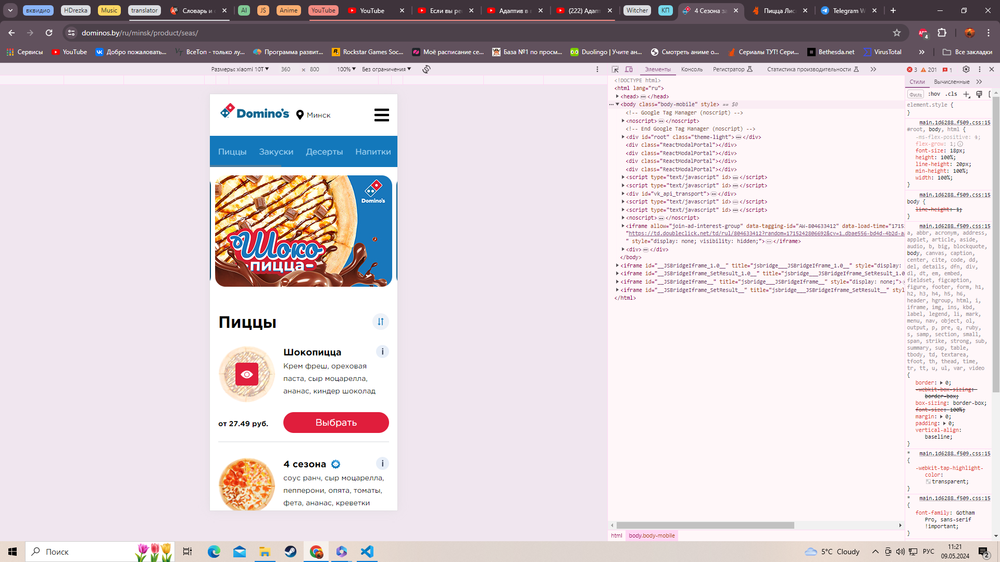 вквидио
HDrezka
Music
translator
Словарь и
AI
JS
Anime
YouTube
YouTube
Если вы ре
Адаптив в
(222) Адап
Witcher
КП
4 Сезона за
Пицца Лис
Telegram W
dominos.by/ru/minsk/product/seas/
4
Сервисы
YouTube
Добро пожаловать...
ВсеТоп - только лу...
Программа развит...
Rockstar Games Soc...
Моё расписание се...
База №1 по просм...
Duolingo | Учите ан...
Смотреть аниме о...
Сериалы ТУТ! Сери...
Bethesda.net
VirusTotal
Все закладки
Размеры: xiaomi 10T
360
×
800
100%
Без ограничения
Domino's
Минск
Пиццы
Закуски
Десерты
Напитки
Domino's
Шоко
-пицца-
Пиццы
Шокопицца
i
Крем фреш, ореховая
паста, сыр моцарелла,
ананас, киндер шоколад
от 27.49 руб.
Выбрать
4 сезона
i
соус ранч, сыр моцарелла,
пепперони, опята, томаты,
фета, ананас, креветки
Элементы
Консоль
Регистратор
Статистика производительности
3
201
1
<!DOCTYPE html>
<html lang="ru">
<head>…</head>
<body class="body-mobile" style> == $0
<!-- Google Tag Manager (noscript) -->
<noscript>…</noscript>
<!-- End Google Tag Manager (noscript) -->
<div id="root" class="theme-light">…</div>
<div class="ReactModalPortal"></div>
<div class="ReactModalPortal"></div>
<div class="ReactModalPortal"></div>
<div class="ReactModalPortal"></div>
<script type="text/javascript" id>…</script>
<script type="text/javascript" id>…</script>
<div id="vk_api_transport">…</div>
<script type="text/javascript" id>…</script>
<script type="text/javascript" id>…</script>
<noscript>…</noscript>
<iframe allow="join-ad-interest-group" data-tagging-id="AW-804633412" data-load-time="1715
"https://td.doubleclick.net/td/rul/804633412?random=1715242806692&cv=1…dbae556-bd4d-4b2d-a
" style="display: none; visibility: hidden;">…</iframe>
<div>…</div>
</body>
<iframe id="__JSBridgeIframe_1.0__" title="jsbridge___JSBridgeIframe_1.0__" style="display:
<iframe id="__JSBridgeIframe_SetResult_1.0__" title="jsbridge___JSBridgeIframe_SetResult_1.0
<iframe id="__JSBridgeIframe__" title="jsbridge___JSBridgeIframe__" style="display: none;">
<iframe id="__JSBridgeIframe_SetResult__" title="jsbridge___JSBridgeIframe_SetResult__" styl
</html>
html
body.body-mobile
Стили
Вычисленные
Филь
:hov
.cls
element.style {
}
main.1d6288…f509.css:15
#root, body, html {
-ms-flex-positive: 1;
flex-grow: 1;
font-size: 18px;
height: 100%;
line-height: 20px;
min-height: 100%;
width: 100%;
}
main.1d6288…f509.css:15
body {
line-height: 1;
}
main.1d6288…f509.css:15
a, abbr, acronym, address,
applet, article, aside,
audio, b, big, blockquote,
body, canvas, caption,
center, cite, code, dd,
del, details, dfn, div,
dl, dt, em, embed,
fieldset, figcaption,
figure, footer, form, h1,
h2, h3, h4, h5, h6,
header, hgroup, html, i,
iframe, img, ins, kbd,
label, legend, li, mark,
menu, nav, object, ol,
output, p, pre, q, ruby,
s, samp, section, small,
span, strike, strong, sub,
summary, sup, table,
tbody, td, textarea,
tfoot, th, thead, time,
tr, tt, u, ul, var, video
{
border: 0;
-webkit-box-sizing:
border-box;
box-sizing: border-box;
font-size: 100%;
margin: 0;
padding: 0;
vertical-align:
baseline;
}
main.1d6288…f509.css:15
*
{
-webkit-tap-highlight-
color:
transparent;
}
main.1d6288…f509.css:15
*
{
font-family: Gotham
Pro, sans-serif
!important;
}
Поиск
5°C Cloudy
РУС
11:21
09.05.2024
2